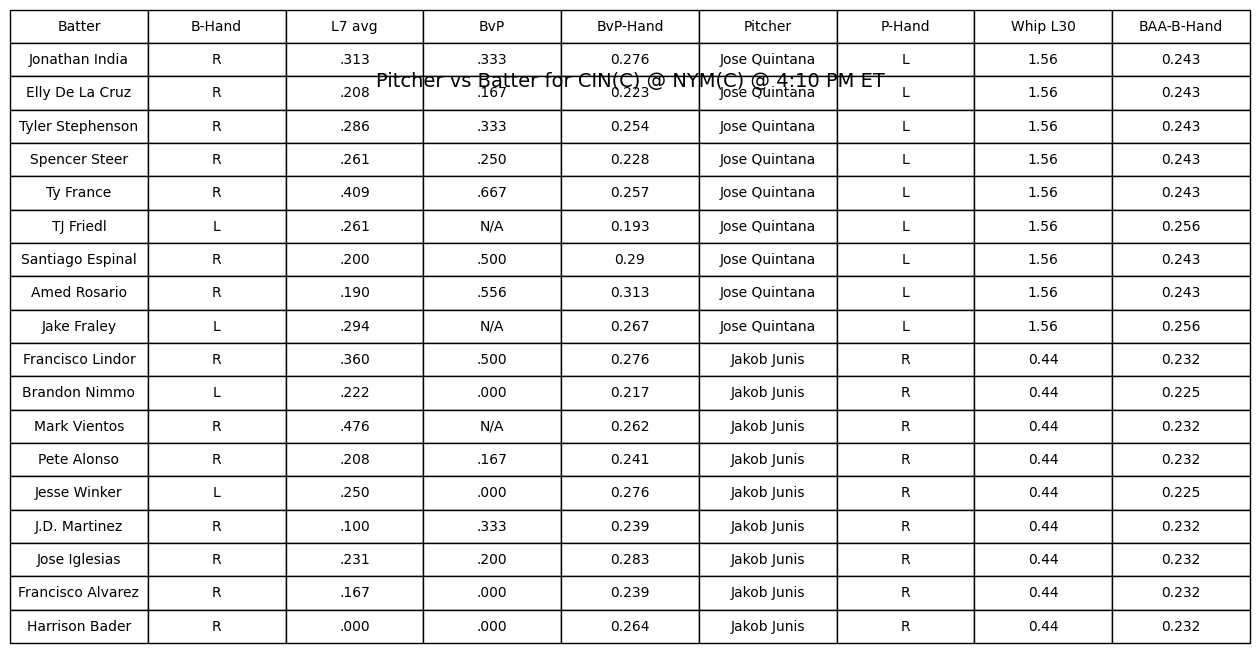 Batter B-Hand L7 avg BvP BvP-Hand Pitcher P-Hand Whip L30 BAA-B-Hand
Jonathan India R .313 .333 0.276 Jose Quintana L 1.56 0.243
Pitcher vs Batter for CIN(C) @ NYM(C) @ 4:10 PM ET
Elly De La Cruz R .208 .167 0.223 Jose Quintana L 1.56 0.243
Tyler Stephenson R .286 .333 0.254 Jose Quintana L 1.56 0.243
Spencer Steer R .261 .250 0.228 Jose Quintana L 1.56 0.243
Ty France R .409 .667 0.257 Jose Quintana L 1.56 0.243
TJ Friedl L .261 N/A 0.193 Jose Quintana L 1.56 0.256
Santiago Espinal R .200 .500 0.29 Jose Quintana L 1.56 0.243
Amed Rosario R .190 .556 0.313 Jose Quintana L 1.56 0.243
Jake Fraley L .294 N/A 0.267 Jose Quintana L 1.56 0.256
Francisco Lindor R .360 .500 0.276 Jakob Junis R 0.44 0.232
Brandon Nimmo L .222 .000 0.217 Jakob Junis R 0.44 0.225
Mark Vientos R .476 N/A 0.262 Jakob Junis R 0.44 0.232
Pete Alonso R .208 .167 0.241 Jakob Junis R 0.44 0.232
Jesse Winker L .250 .000 0.276 Jakob Junis R 0.44 0.225
J.D. Martinez R .100 .333 0.239 Jakob Junis R 0.44 0.232
Jose Iglesias R .231 .200 0.283 Jakob Junis R 0.44 0.232
Francisco Alvarez R .167 .000 0.239 Jakob Junis R 0.44 0.232
Harrison Bader R .000 .000 0.264 Jakob Junis R 0.44 0.232